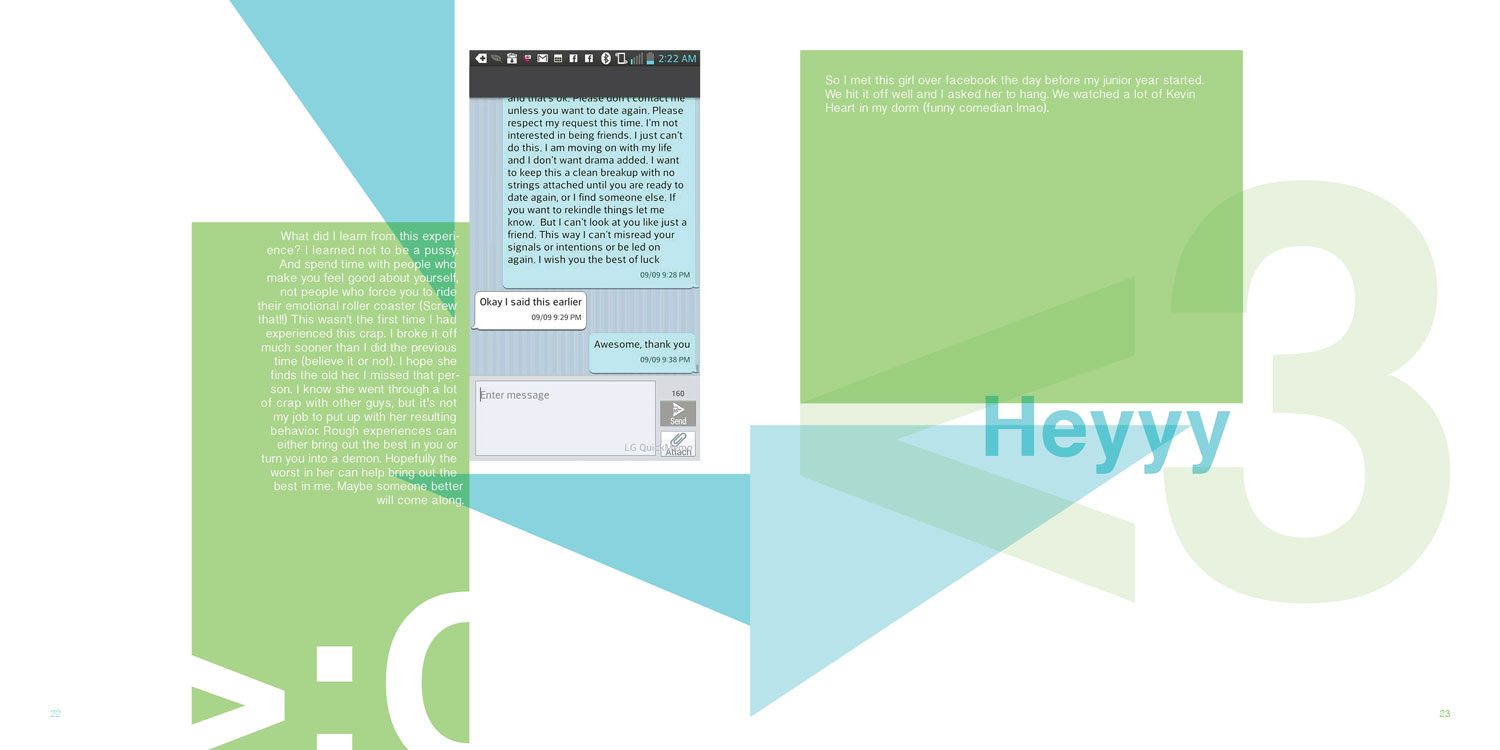 What did I learn from this experi-
ence? I learned not to be a pussy.
And spend time with people who
make you feel good about yourself,
not people who force you to ride
their emotional roller coaster (Screw
that!!) This wasn't the first time I had
experienced this crap. I broke it off
much sooner than I did the previous
time (believe it or not). I hope she
finds the old her. I missed that per-
son. I know she went through a lot
of crap with other guys, but it's not
my job to put up with her resulting
behavior. Rough experiences can
either bring out the best in you or
turn you into a demon. Hopefully the
worst in her can help bring out the
best in me. Maybe someone better
will come along.
>:(
22
2:22 AM
and that's ok. Please don't contact me
unless you want to date again. Please
respect my request this time. I'm not
interested in being friends. I just can't
do this. I am moving on with my life
and I don't want drama added. I want
to keep this a clean breakup with no
strings attached until you are ready to
date again, or I find someone else. If
you want to rekindle things let me
know.  But I can't look at you like just a
friend. This way I can't misread your
signals or intentions or be led on
again. I wish you the best of luck
09/09 9:28 PM
Okay I said this earlier
09/09 9:29 PM
Awesome, thank you
09/09 9:38 PM
Enter message
160
Send
Attach
LG QuickMemo
So I met this girl over facebook the day before my junior year started.
We hit it off well and I asked her to hang. We watched a lot of Kevin
Heart in my dorm (funny comedian lmao).
<3
Heyyy
23